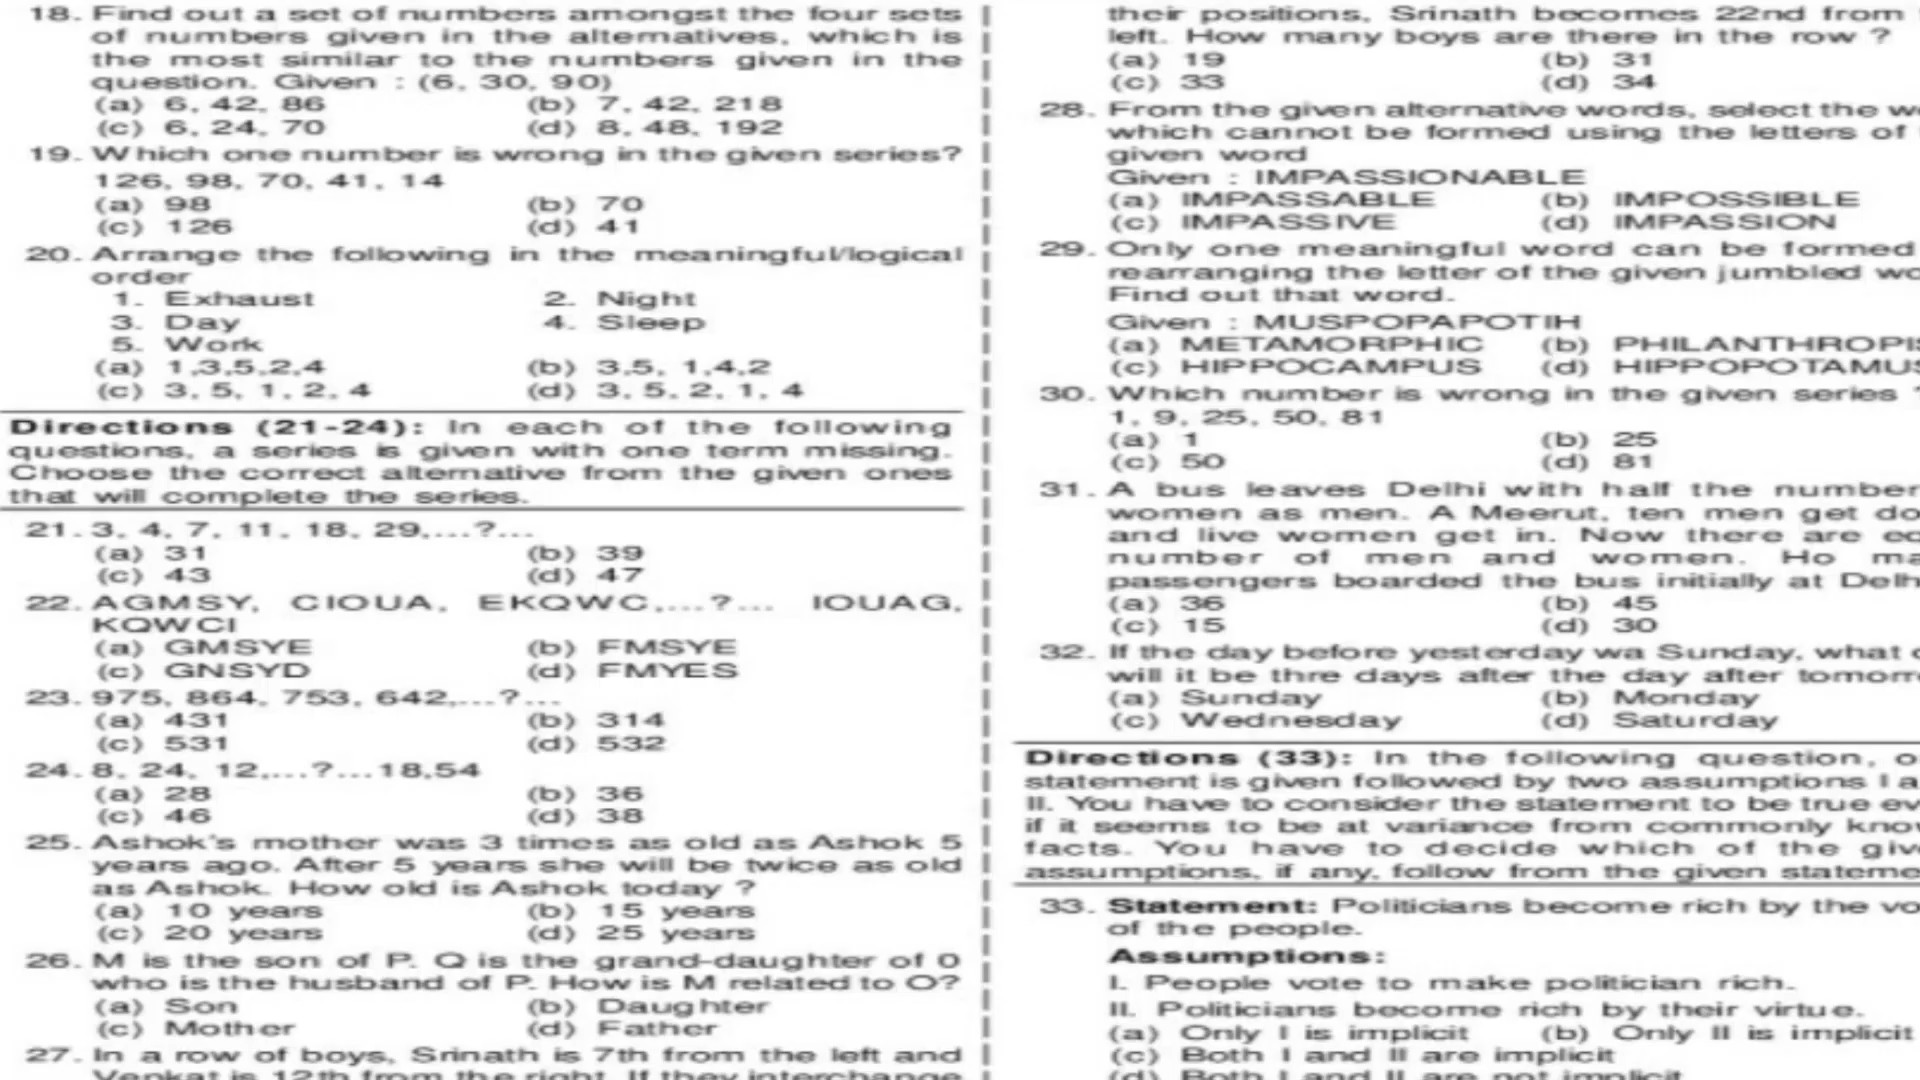 18. Find out a set of numbers amongst the four sets
of numbers given in the alternatives, which is
the most similar to the numbers given in the
question. Given : (6, 30, 90)
(a) 6, 42, 86 (b) 7, 42, 218
(c) 6, 24, 70 (d) 8, 48, 192
19. Which one number is wrong in the given series?
126, 98, 70, 41, 14
(a) 98 (b) 70
(c) 126 (d) 41
20. Arrange the following in the meaningful/logical
order
1. Exhaust 2. Night
3. Day 4. Sleep
5. Work
(a) 1,3,5,2,4 (b) 3,5, 1,4,2
(c) 3, 5, 1, 2, 4 (d) 3, 5, 2, 1, 4
Directions (21-24): In each of the following
questions, a series is given with one term missing.
Choose the correct alternative from the given ones
that will complete the series.
21. 3, 4, 7, 11, 18, 29,...?...
(a) 31 (b) 39
(c) 43 (d) 47
22. AGMSY, CIOUA, EKQWC,...?... IOUAG,
KQWCI
(a) GMSYE (b) FMSYE
(c) GNSYD (d) FMYES
23. 975, 864, 753, 642,...?...
(a) 431 (b) 314
(c) 531 (d) 532
24. 8, 24, 12,...?...18,54
(a) 28 (b) 36
(c) 46 (d) 38
25. Ashok's mother was 3 times as old as Ashok 5
years ago. After 5 years she will be twice as old
as Ashok. How old is Ashok today ?
(a) 10 years (b) 15 years
(c) 20 years (d) 25 years
26. M is the son of P. Q is the grand-daughter of 0
who is the husband of P. How is M related to O?
(a) Son (b) Daughter
(c) Mother (d) Father
27. In a row of boys, Srinath is 7th from the left and
Venkat is 12th from the right. If they interchange
their positions, Srinath becomes 22nd from
left. How many boys are there in the row ?
(a) 19 (b) 31
(c) 33 (d) 34
28. From the given alternative words, select the
which cannot be formed using the letters of
given word
Given : IMPASSIONABLE
(a) IMPASSABLE (b) IMPOSSIBLE
(c) IMPASSIVE (d) IMPASSION
29. Only one meaningful word can be formed
rearranging the letter of the given jumbled
Find out that word.
Given : MUSPOPAPOTIH
(a) METAMORPHIC (b) PHILANTHROPIS
(c) HIPPOCAMPUS (d) HIPPOPOTAMUS
30. Which number is wrong in the given series
1, 9, 25, 50, 81
(a) 1 (b) 25
(c) 50 (d) 81
31. A bus leaves Delhi with half the number
women as men. A Meerut, ten men get
and live women get in. Now there are
number of men and women. Ho
passengers boarded the bus initially at
(a) 36 (b) 45
(c) 15 (d) 30
32. If the day before yesterday wa Sunday, what
will it be thre days after the day after
(a) Sunday (b) Monday
(c) Wednesday (d) Saturday
Directions (33): In the following question,
statement is given followed by two assumptions I
II. You have to consider the statement to be true
if it seems to be at variance from commonly
facts. You have to decide which of the
assumptions, if any, follow from the given
33. Statement: Politicians become rich by the
of the people.
Assumptions:
I. People vote to make politician rich.
II. Politicians become rich by their virtue.
(a) Only I is implicit (b) Only II is implicit
(c) Both I and II are implicit
(d) Both I and II are not implicit